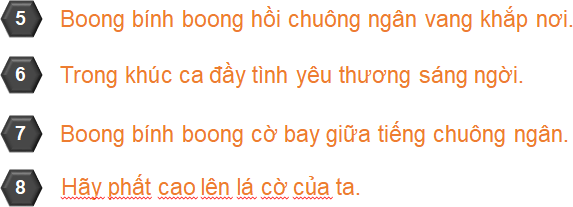 5 Boong bính boong hồi chuông ngân vang khắp nơi.
6 Trong khúc ca đầy tình yêu thương sáng ngời.
7 Boong bính boong cờ bay giữa tiếng chuông ngân.
8 Hãy phất cao lên lá cờ của ta.